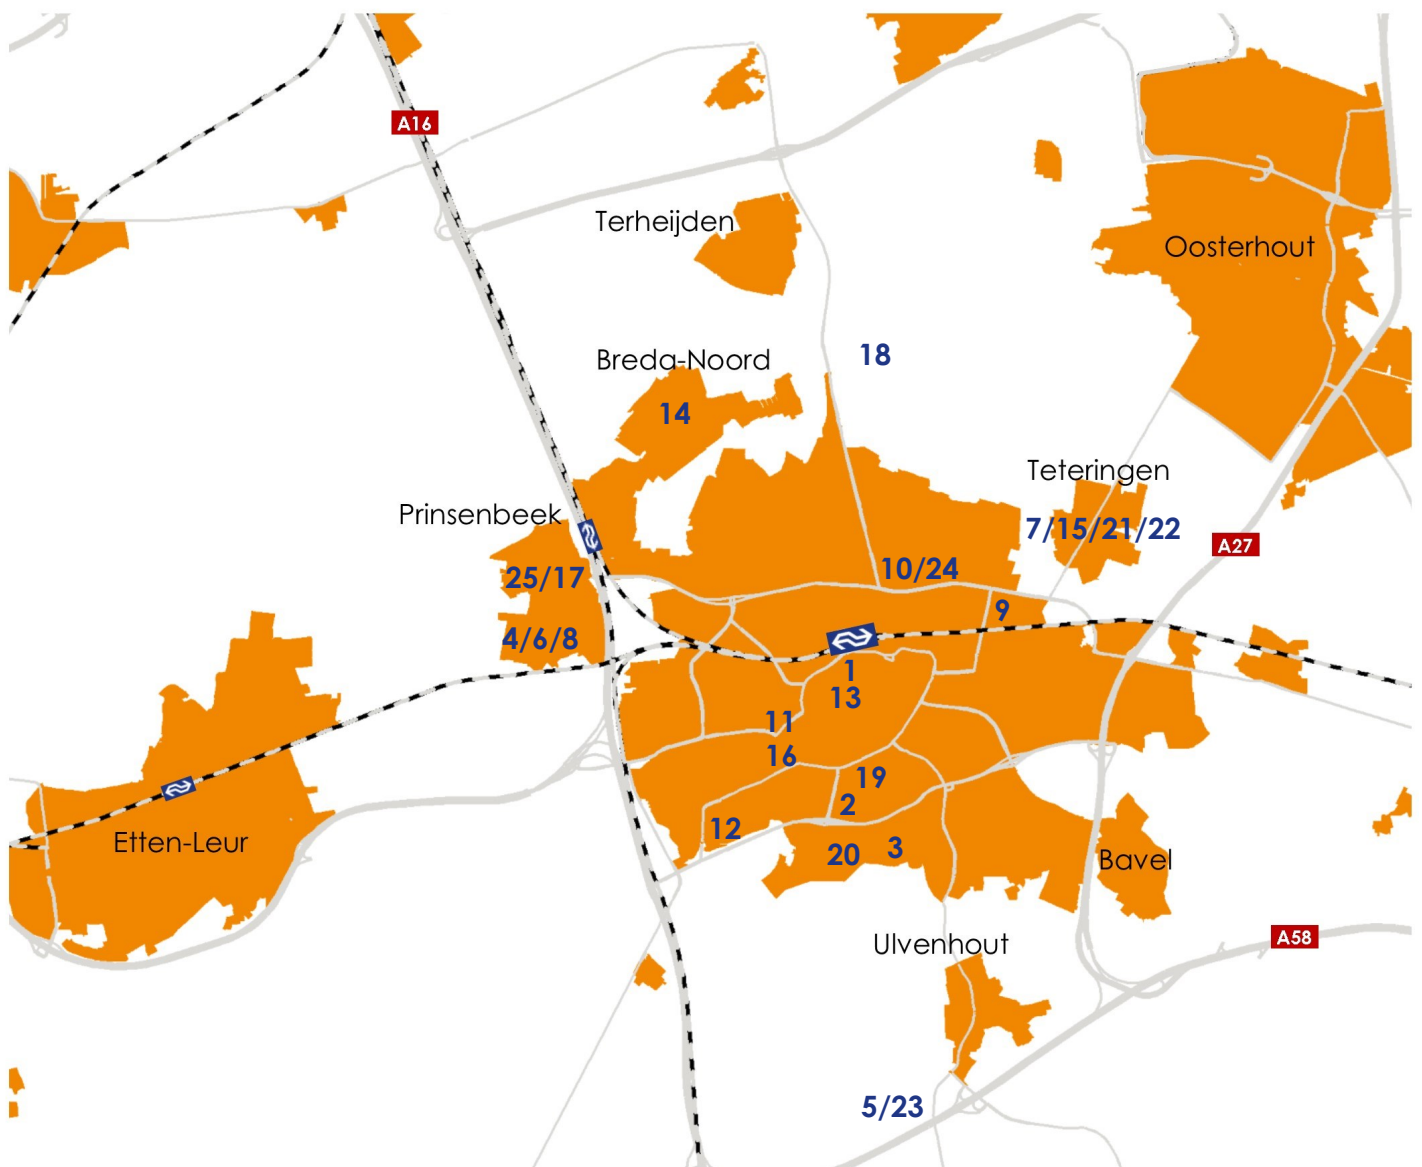 A16
Terheijden
Oosterhout
18
Breda-Noord
14
Teteringen
Prinsenbeek
7/15/21/22
A27
25/17
10/24
9
4/6/8
1
13
11
16
19
2
12
3
20
Etten-Leur
Bavel
A58
Ulvenhout
5/23